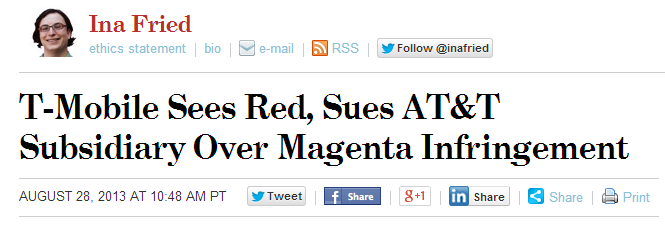 Ina Fried
ethics statement | bio | e-mail | RSS | Follow @inafried
T-Mobile Sees Red, Sues AT&T
Subsidiary Over Magenta Infringement
AUGUST 28, 2013 AT 10:48 AM PT Tweet | f Share | g+1 | in Share | Share | Print